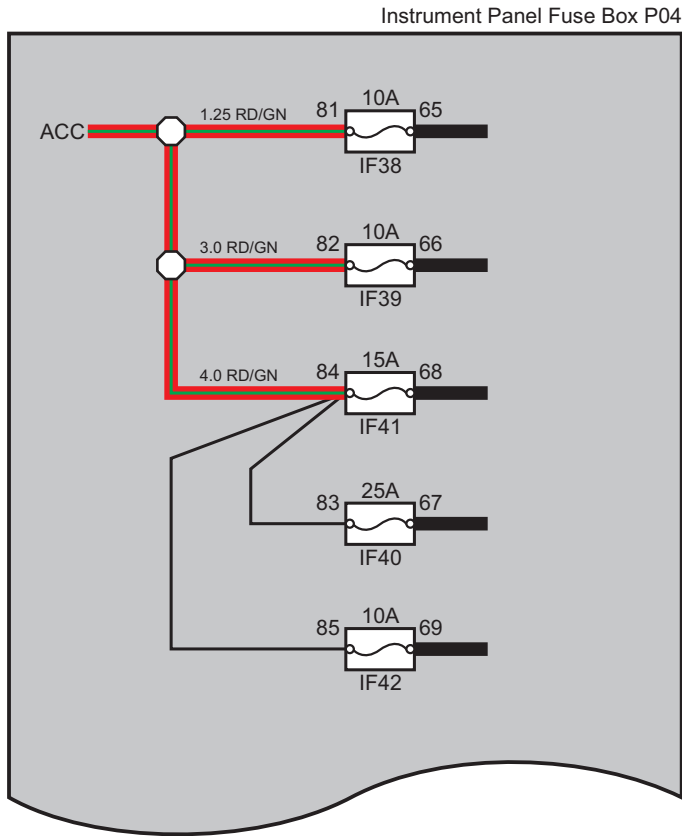 Instrument Panel Fuse Box P04
ACC
1.25 RD/GN
81
10A
65
IF38
3.0 RD/GN
82
10A
66
IF39
4.0 RD/GN
84
15A
68
IF41
83
25A
67
IF40
85
10A
69
IF42